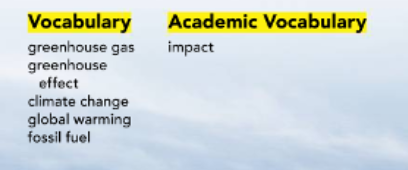 Vocabulary
greenhouse gas
greenhouse
effect
climate change
global warming
fossil fuel
Academic Vocabulary
impact